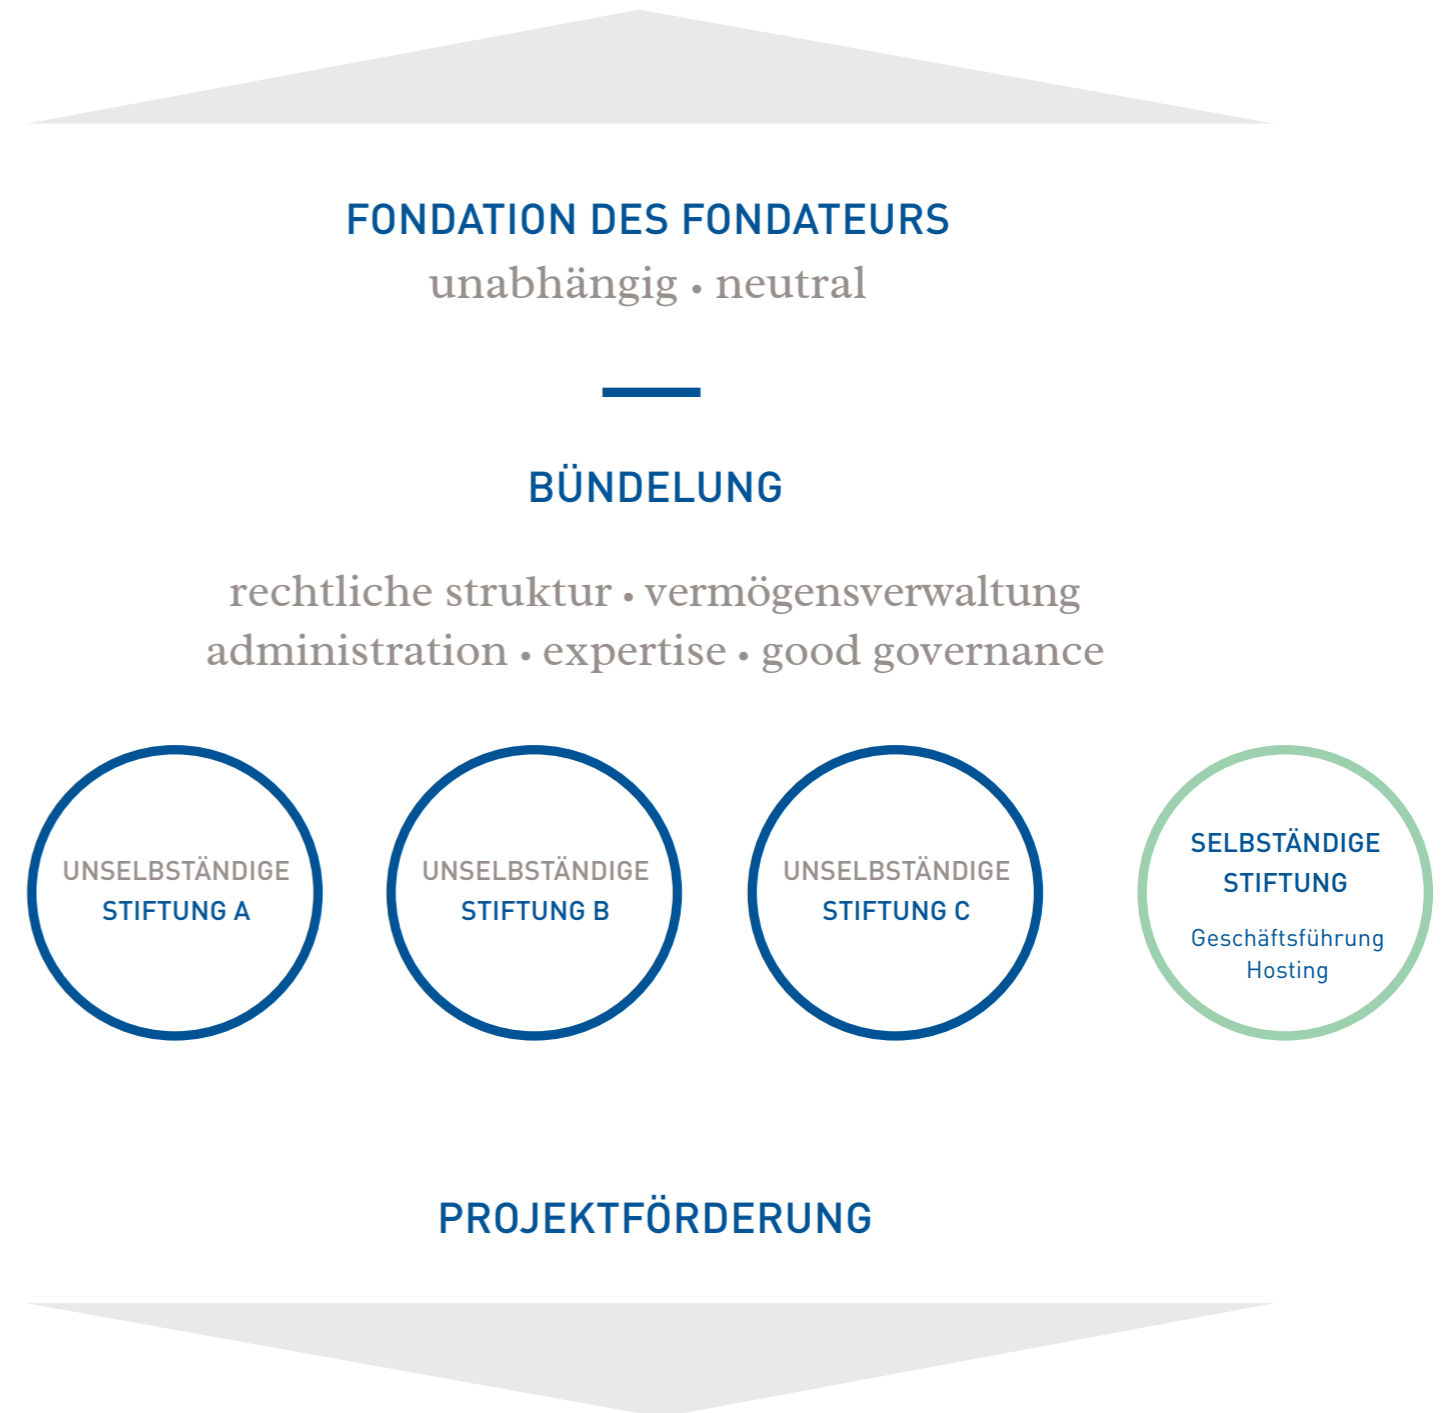 FONDATION DES FONDATEURS
unabhängig • neutral
BÜNDELUNG
rechtliche struktur • vermögensverwaltung
administration • expertise • good governance
UNSELBSTÄNDIGE
STIFTUNG A
UNSELBSTÄNDIGE
STIFTUNG B
UNSELBSTÄNDIGE
STIFTUNG C
SELBSTÄNDIGE
STIFTUNG
Geschäftsführung
Hosting
PROJEKTFÖRDERUNG